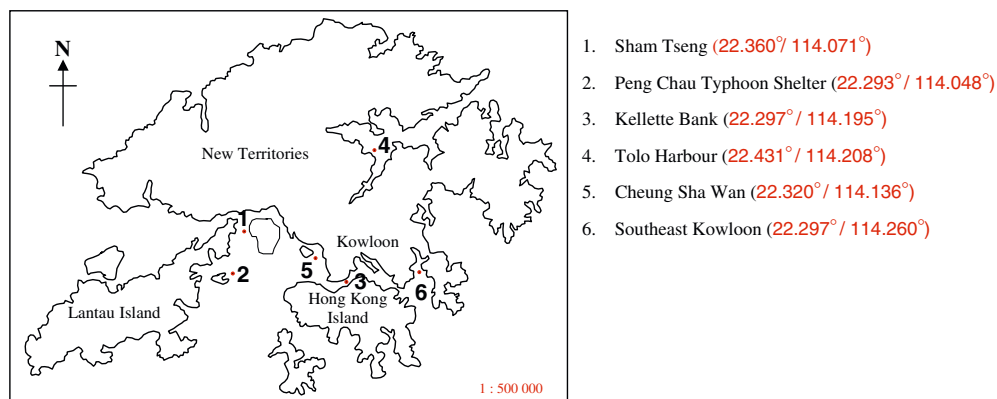 N
New Territories
4
1
Kowloon
2
5
3
6
Hong Kong
Island
Lantau Island
1 : 500 000
1. Sham Tseng (22.360°/ 114.071°)
2. Peng Chau Typhoon Shelter (22.293°/ 114.048°)
3. Kellette Bank (22.297°/ 114.195°)
4. Tolo Harbour (22.431°/ 114.208°)
5. Cheung Sha Wan (22.320°/ 114.136°)
6. Southeast Kowloon (22.297°/ 114.260°)